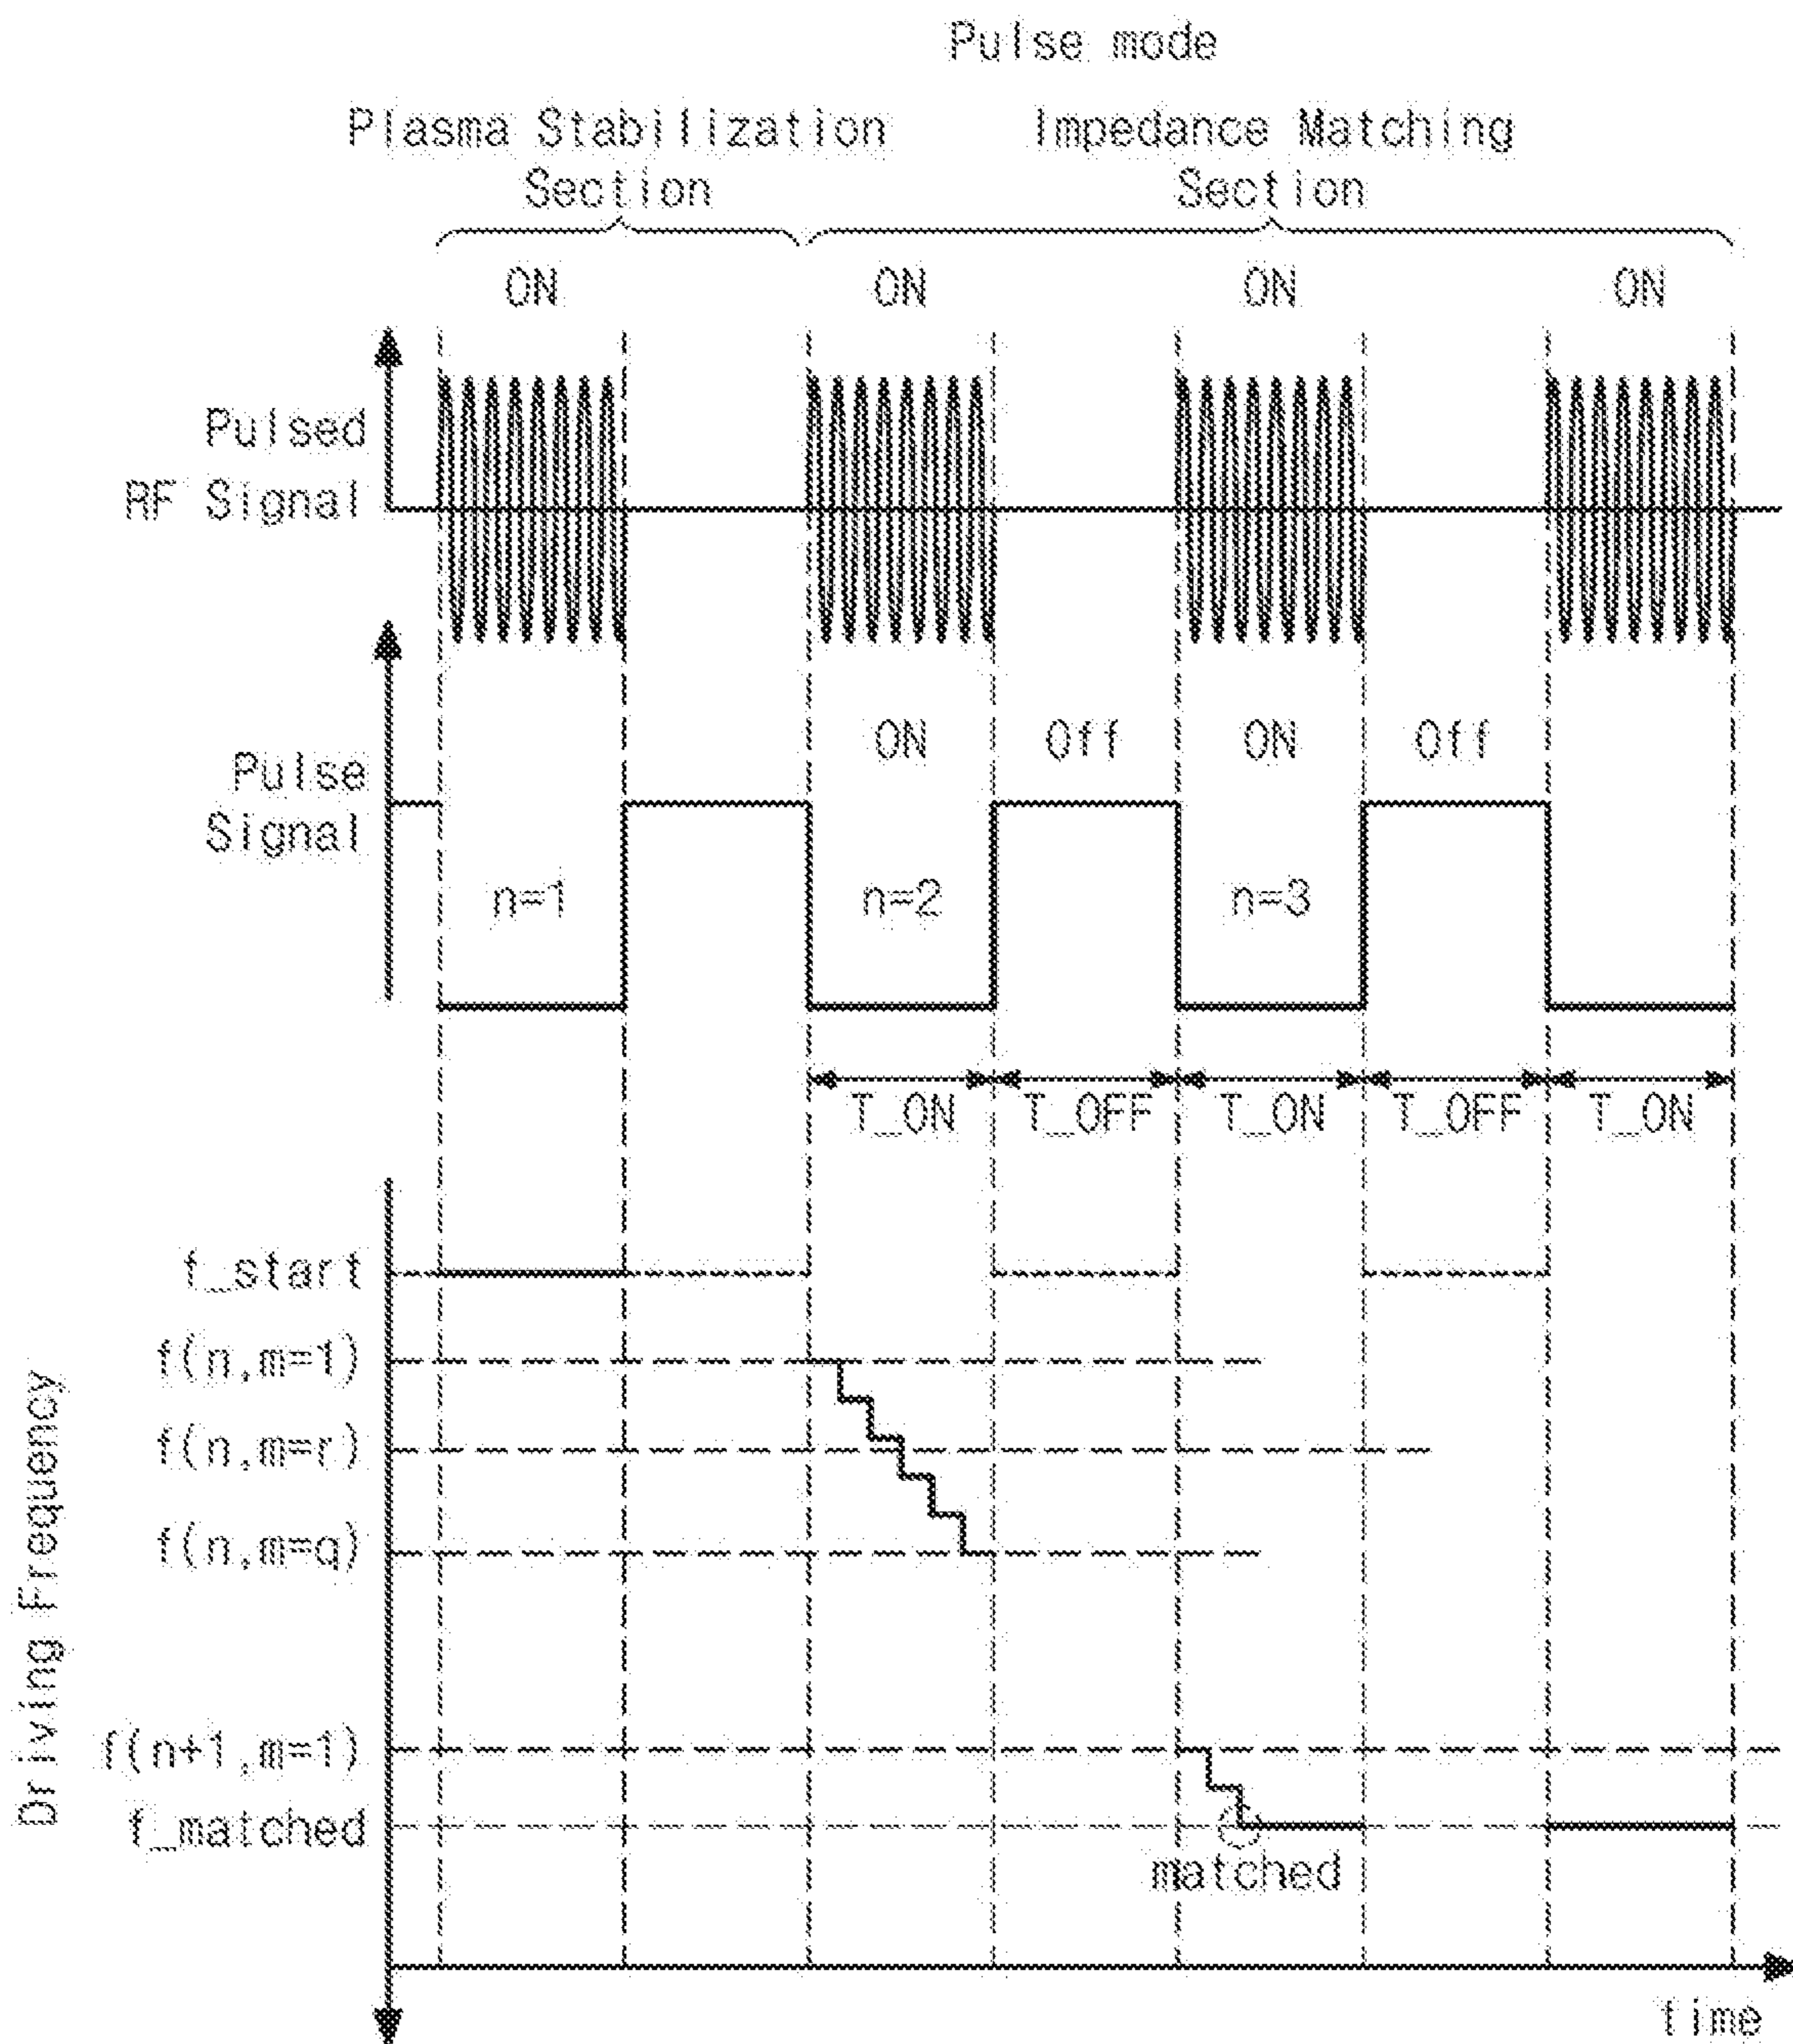 Pulse mode
Plasma Stabilization Section
Impedance Matching Section
ON ON ON ON
Pulsed
RF Signal
ON Off ON Off
Pulse
Signal
n=1 n=2 n=3
T_ON T_OFF T_ON T_OFF T_ON
f_start
f(n,m=1)
f(n,m=r)
f(n,m=q)
Driving Frequency
f(n+1,m=1)
f_matched
matched
time